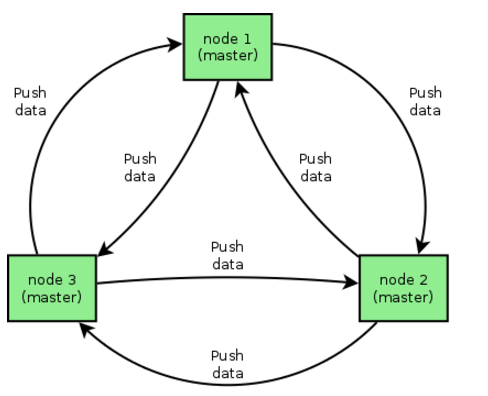 node 1
(master)
Push
data
Push
data
Push
data
Push
data
Push
data
node 3
(master)
node 2
(master)
Push
data